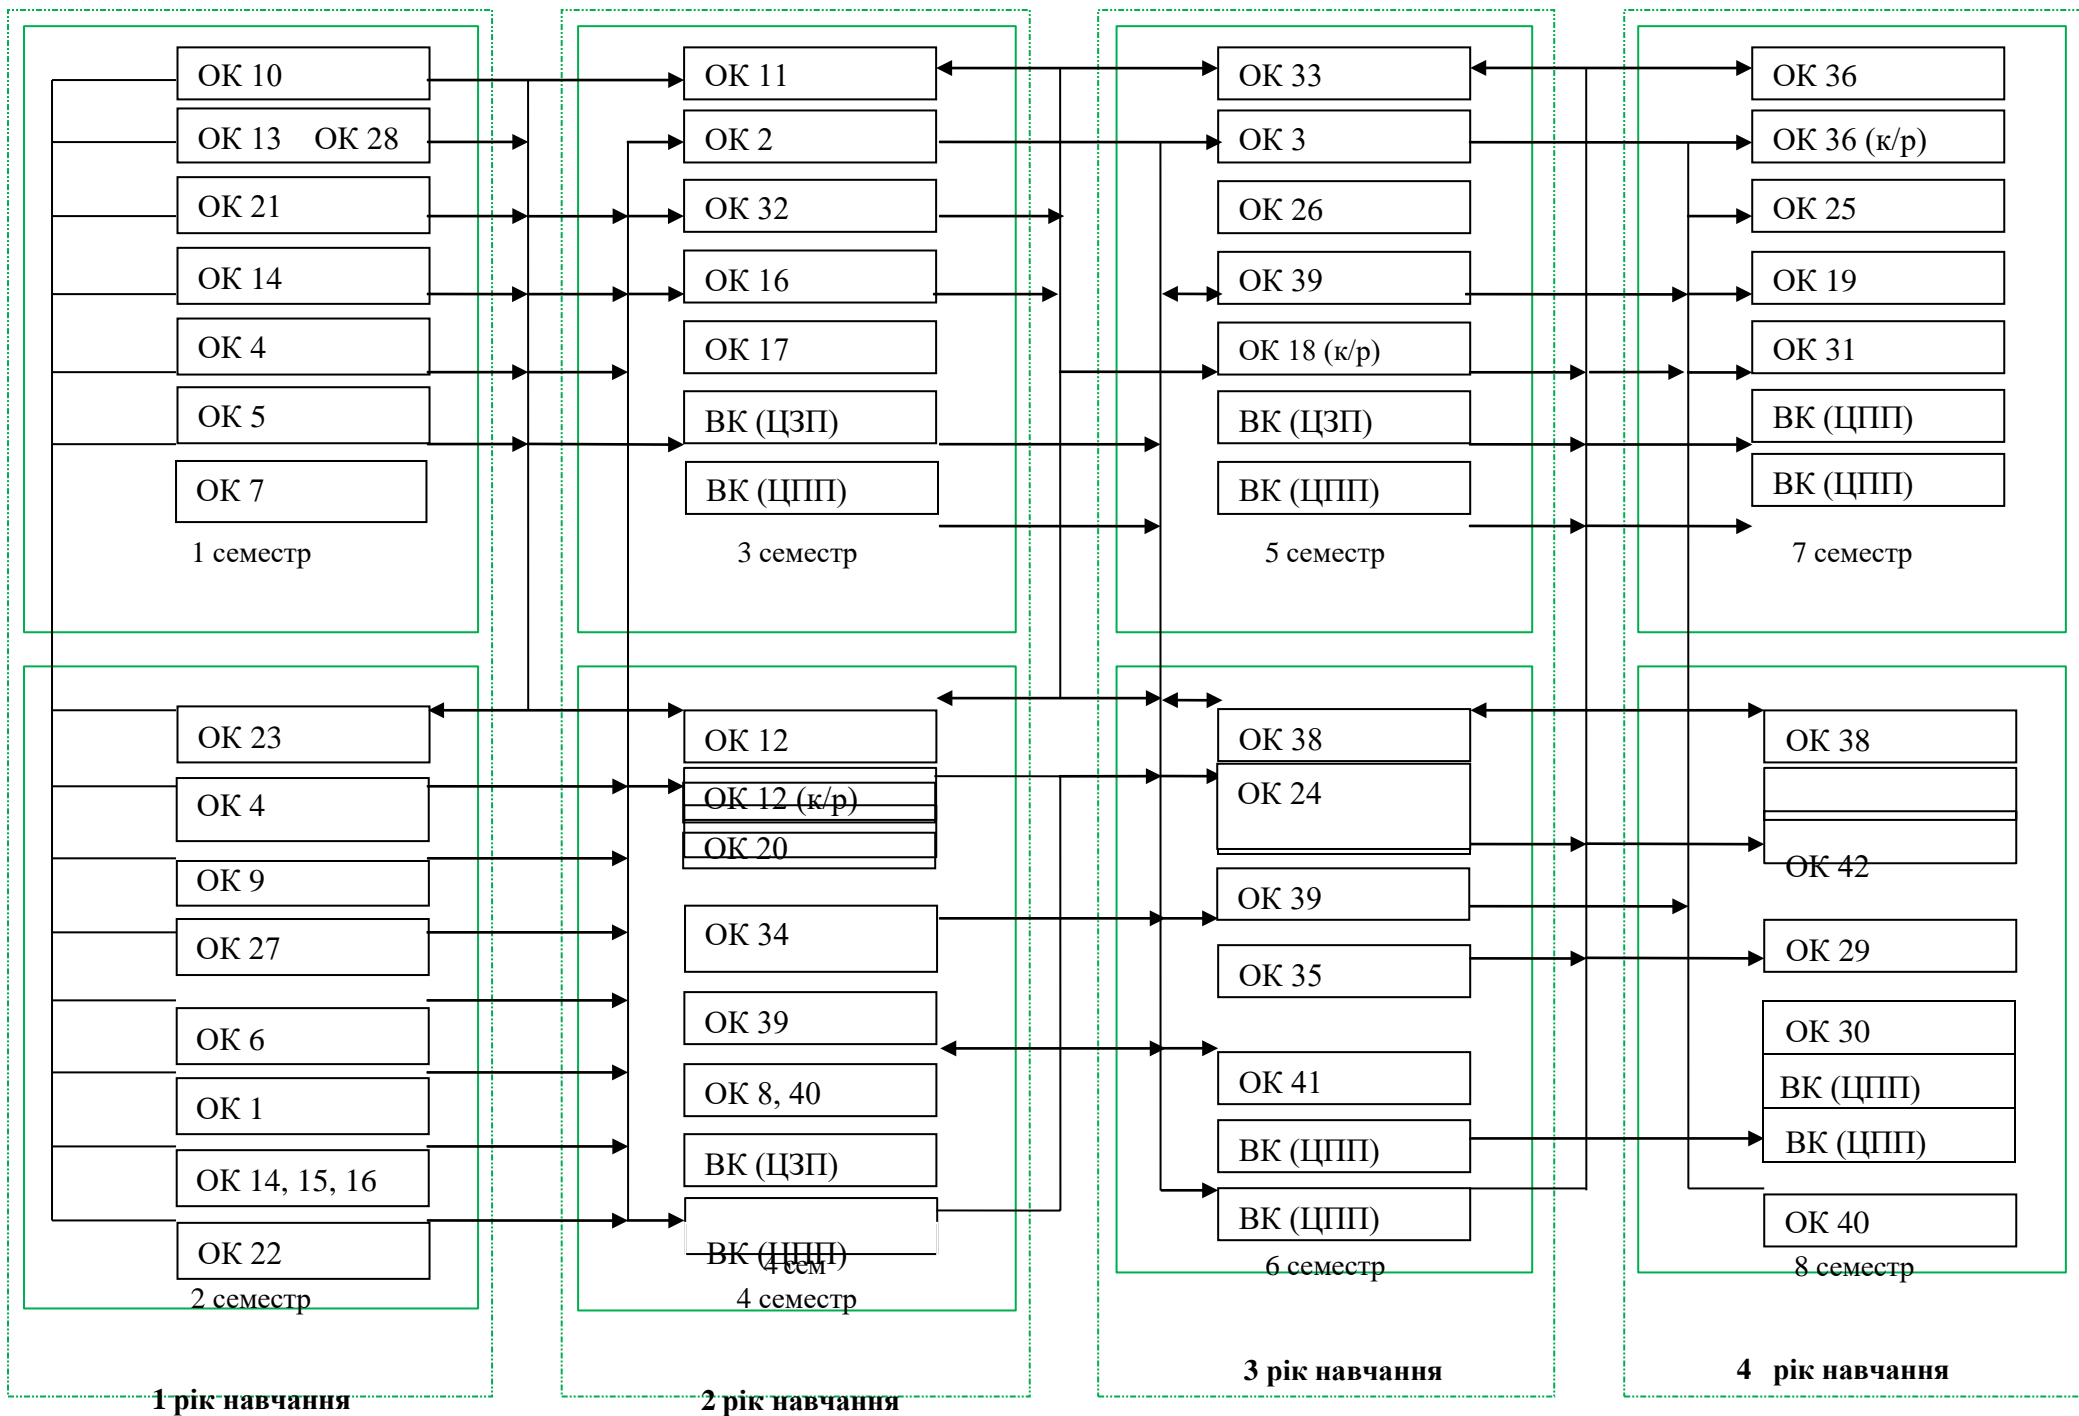 ОК 10
ОК 13 ОК 28
ОК 21
ОК 14
ОК 4
ОК 5
ОК 7
1 семестр
ОК 11
ОК 2
ОК 32
ОК 16
ОК 17
ВК (ЦЗП)
ВК (ЦПП)
3 семестр
ОК 33
ОК 3
ОК 26
ОК 39
ОК 18 (к/р)
ВК (ЦЗП)
ВК (ЦПП)
5 семестр
ОК 36
ОК 36 (к/р)
ОК 25
ОК 19
ОК 31
ВК (ЦПП)
ВК (ЦПП)
7 семестр
ОК 23
ОК 4
ОК 9
ОК 27
ОК 6
ОК 1
ОК 14, 15, 16
ОК 22
2 семестр
ОК 12
ОК 12 (к/р)
ОК 20
ОК 34
ОК 39
ОК 8, 40
ВК (ЦЗП)
ВК (ЦПП)
4 сем
4 семестр
ОК 38
ОК 24
ОК 39
ОК 35
ОК 41
ВК (ЦПП)
ВК (ЦПП)
6 семестр
ОК 38
ОК 42
ОК 29
ОК 30
ВК (ЦПП)
ВК (ЦПП)
ОК 40
8 семестр
1 рік навчання
2 рік навчання
3 рік навчання
4 рік навчання